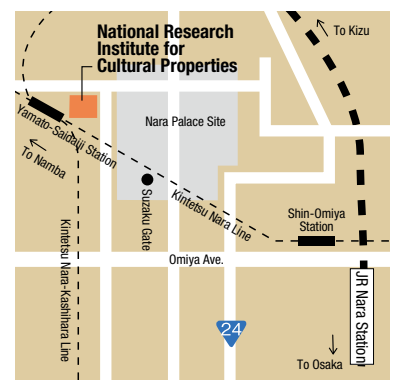 National Research
Institute for
Cultural Properties
To Kizu
Nara Palace Site
Yamato-Saidaiji Station
To Namba
Kintetsu Nara Line
Suzaku Gate
Shin-Omiya
Station
Kintetsu Nara-Kashihara Line
Omiya Ave.
JR Nara Station
24
To Osaka